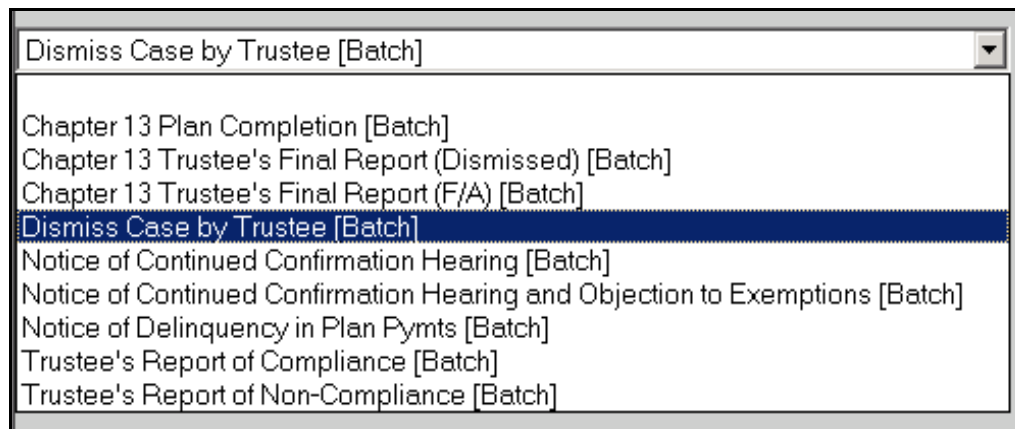 Dismiss Case by Trustee [Batch]
Chapter 13 Plan Completion [Batch]
Chapter 13 Trustee's Final Report (Dismissed) [Batch]
Chapter 13 Trustee's Final Report (F/A) [Batch]
Dismiss Case by Trustee [Batch]
Notice of Continued Confirmation Hearing [Batch]
Notice of Continued Confirmation Hearing and Objection to Exemptions [Batch]
Notice of Delinquency in Plan Pymts [Batch]
Trustee's Report of Compliance [Batch]
Trustee's Report of Non-Compliance [Batch]